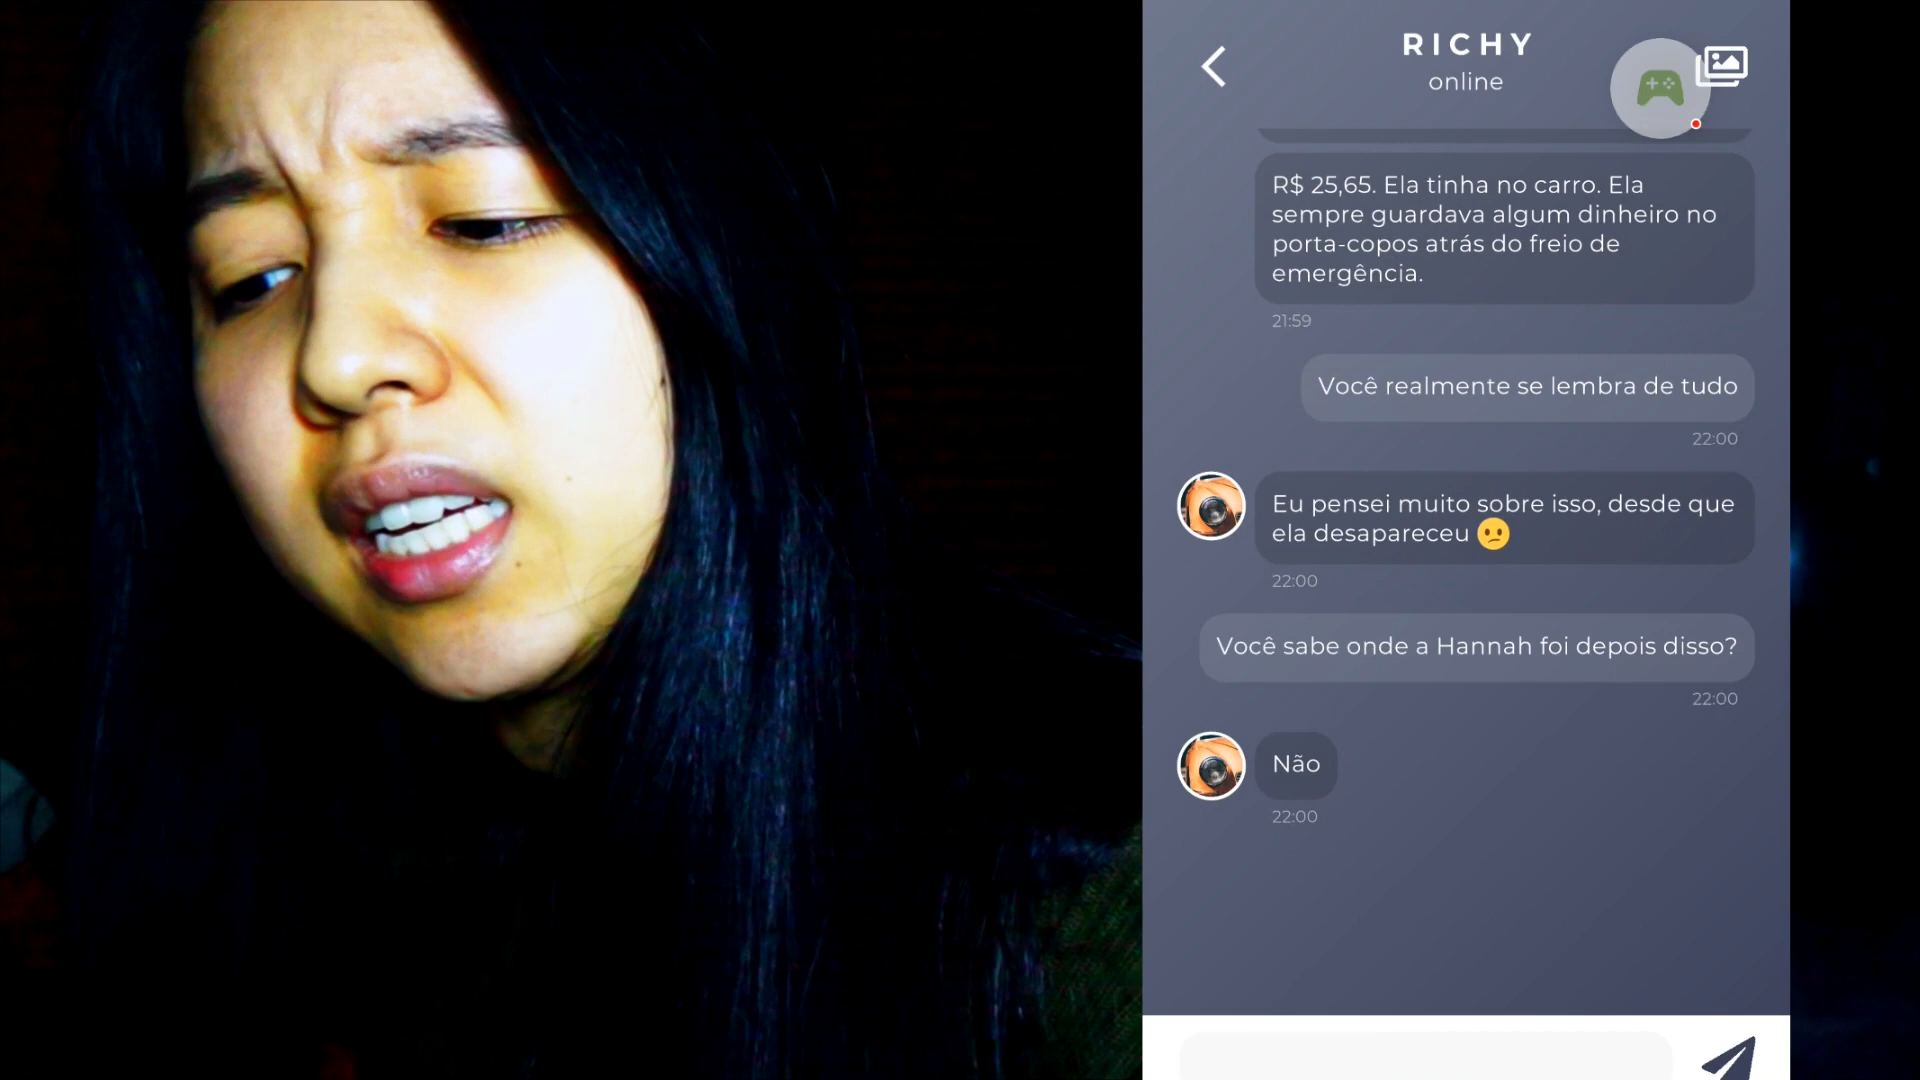 RICHY
online
R$ 25,65. Ela tinha no carro. Ela
sempre guardava algum dinheiro no
porta-copos atrás do freio de
emergência.
21:59
Você realmente se lembra de tudo
22:00
Eu pensei muito sobre isso, desde que
ela desapareceu 😕
22:00
Você sabe onde a Hannah foi depois disso?
22:00
Não
22:00